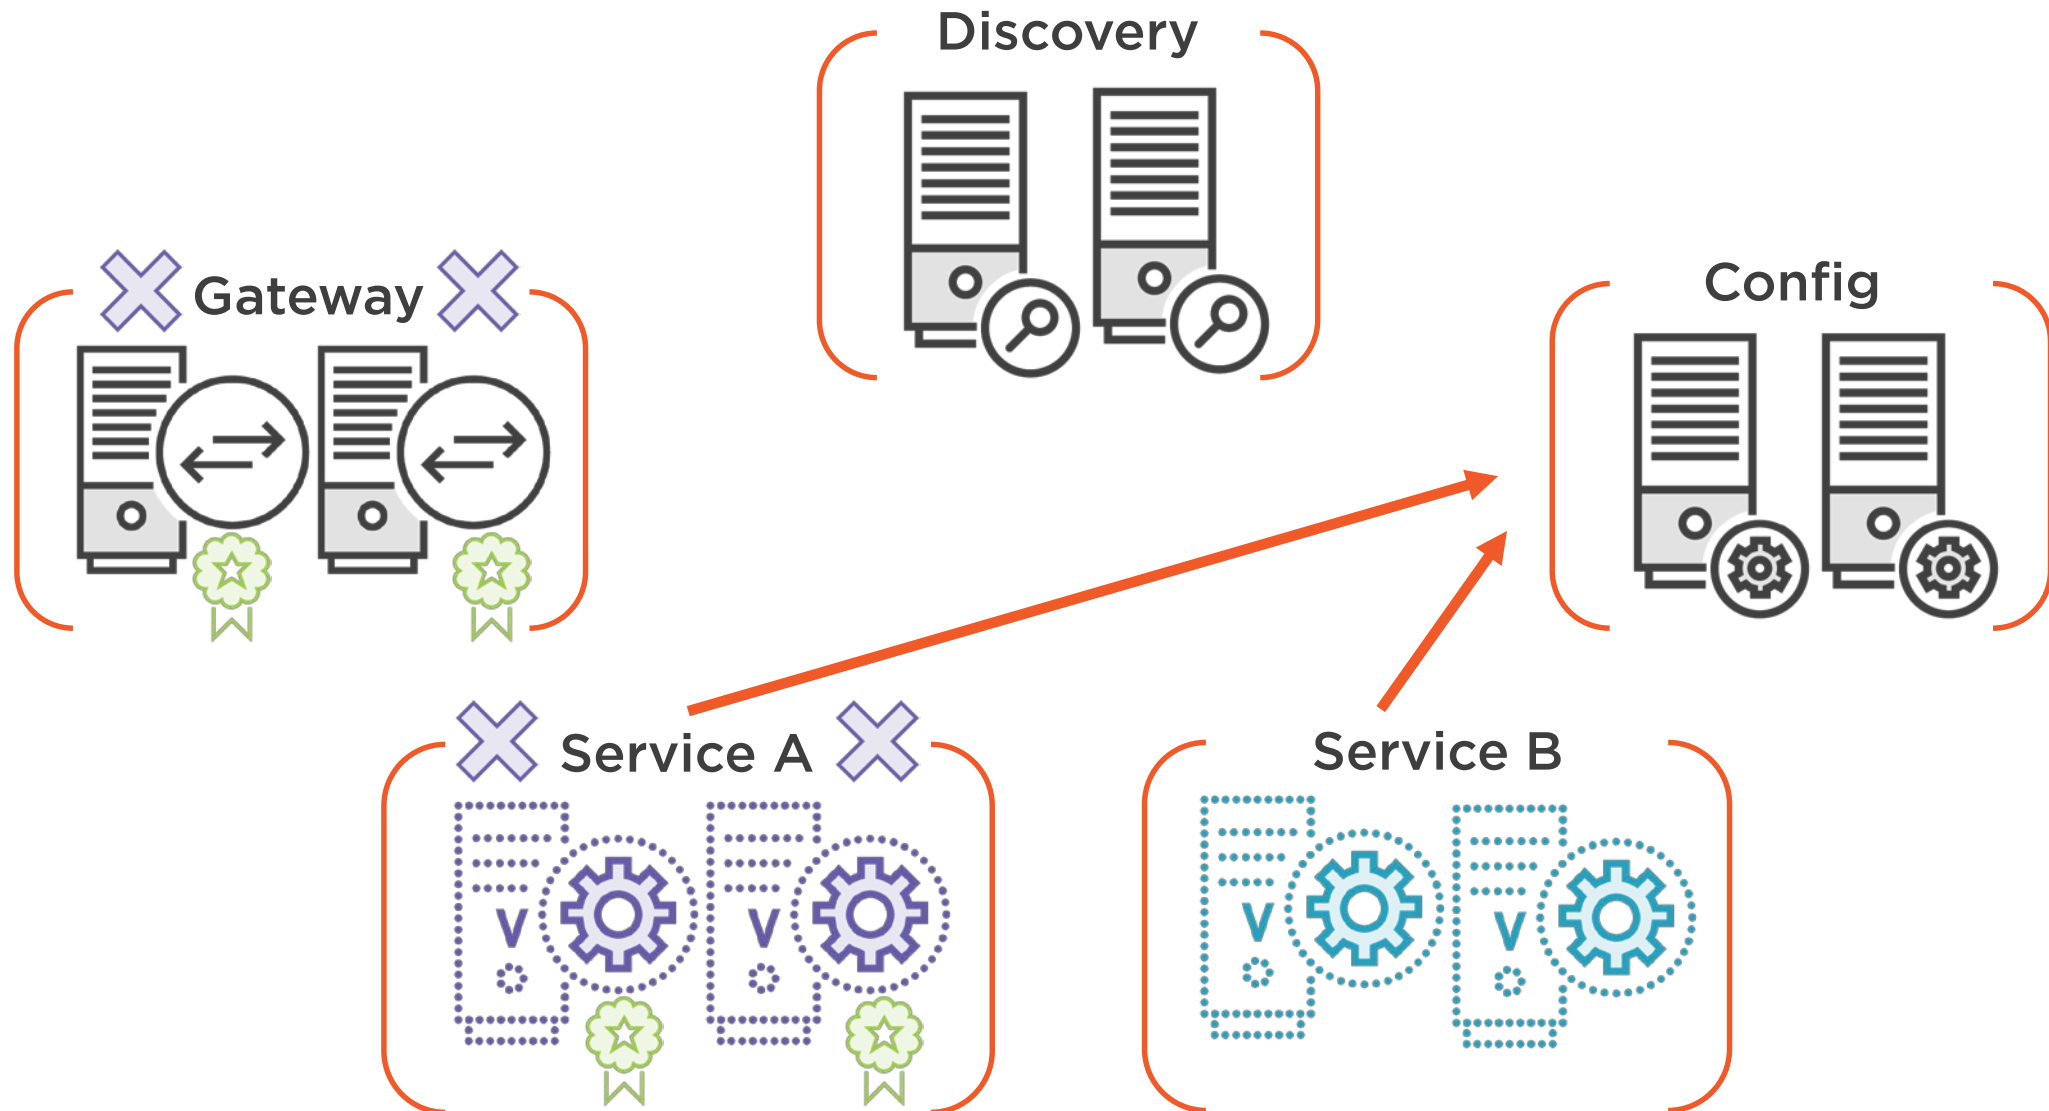 Discovery
Gateway
Config
Service A
Service B
V
V
V
V